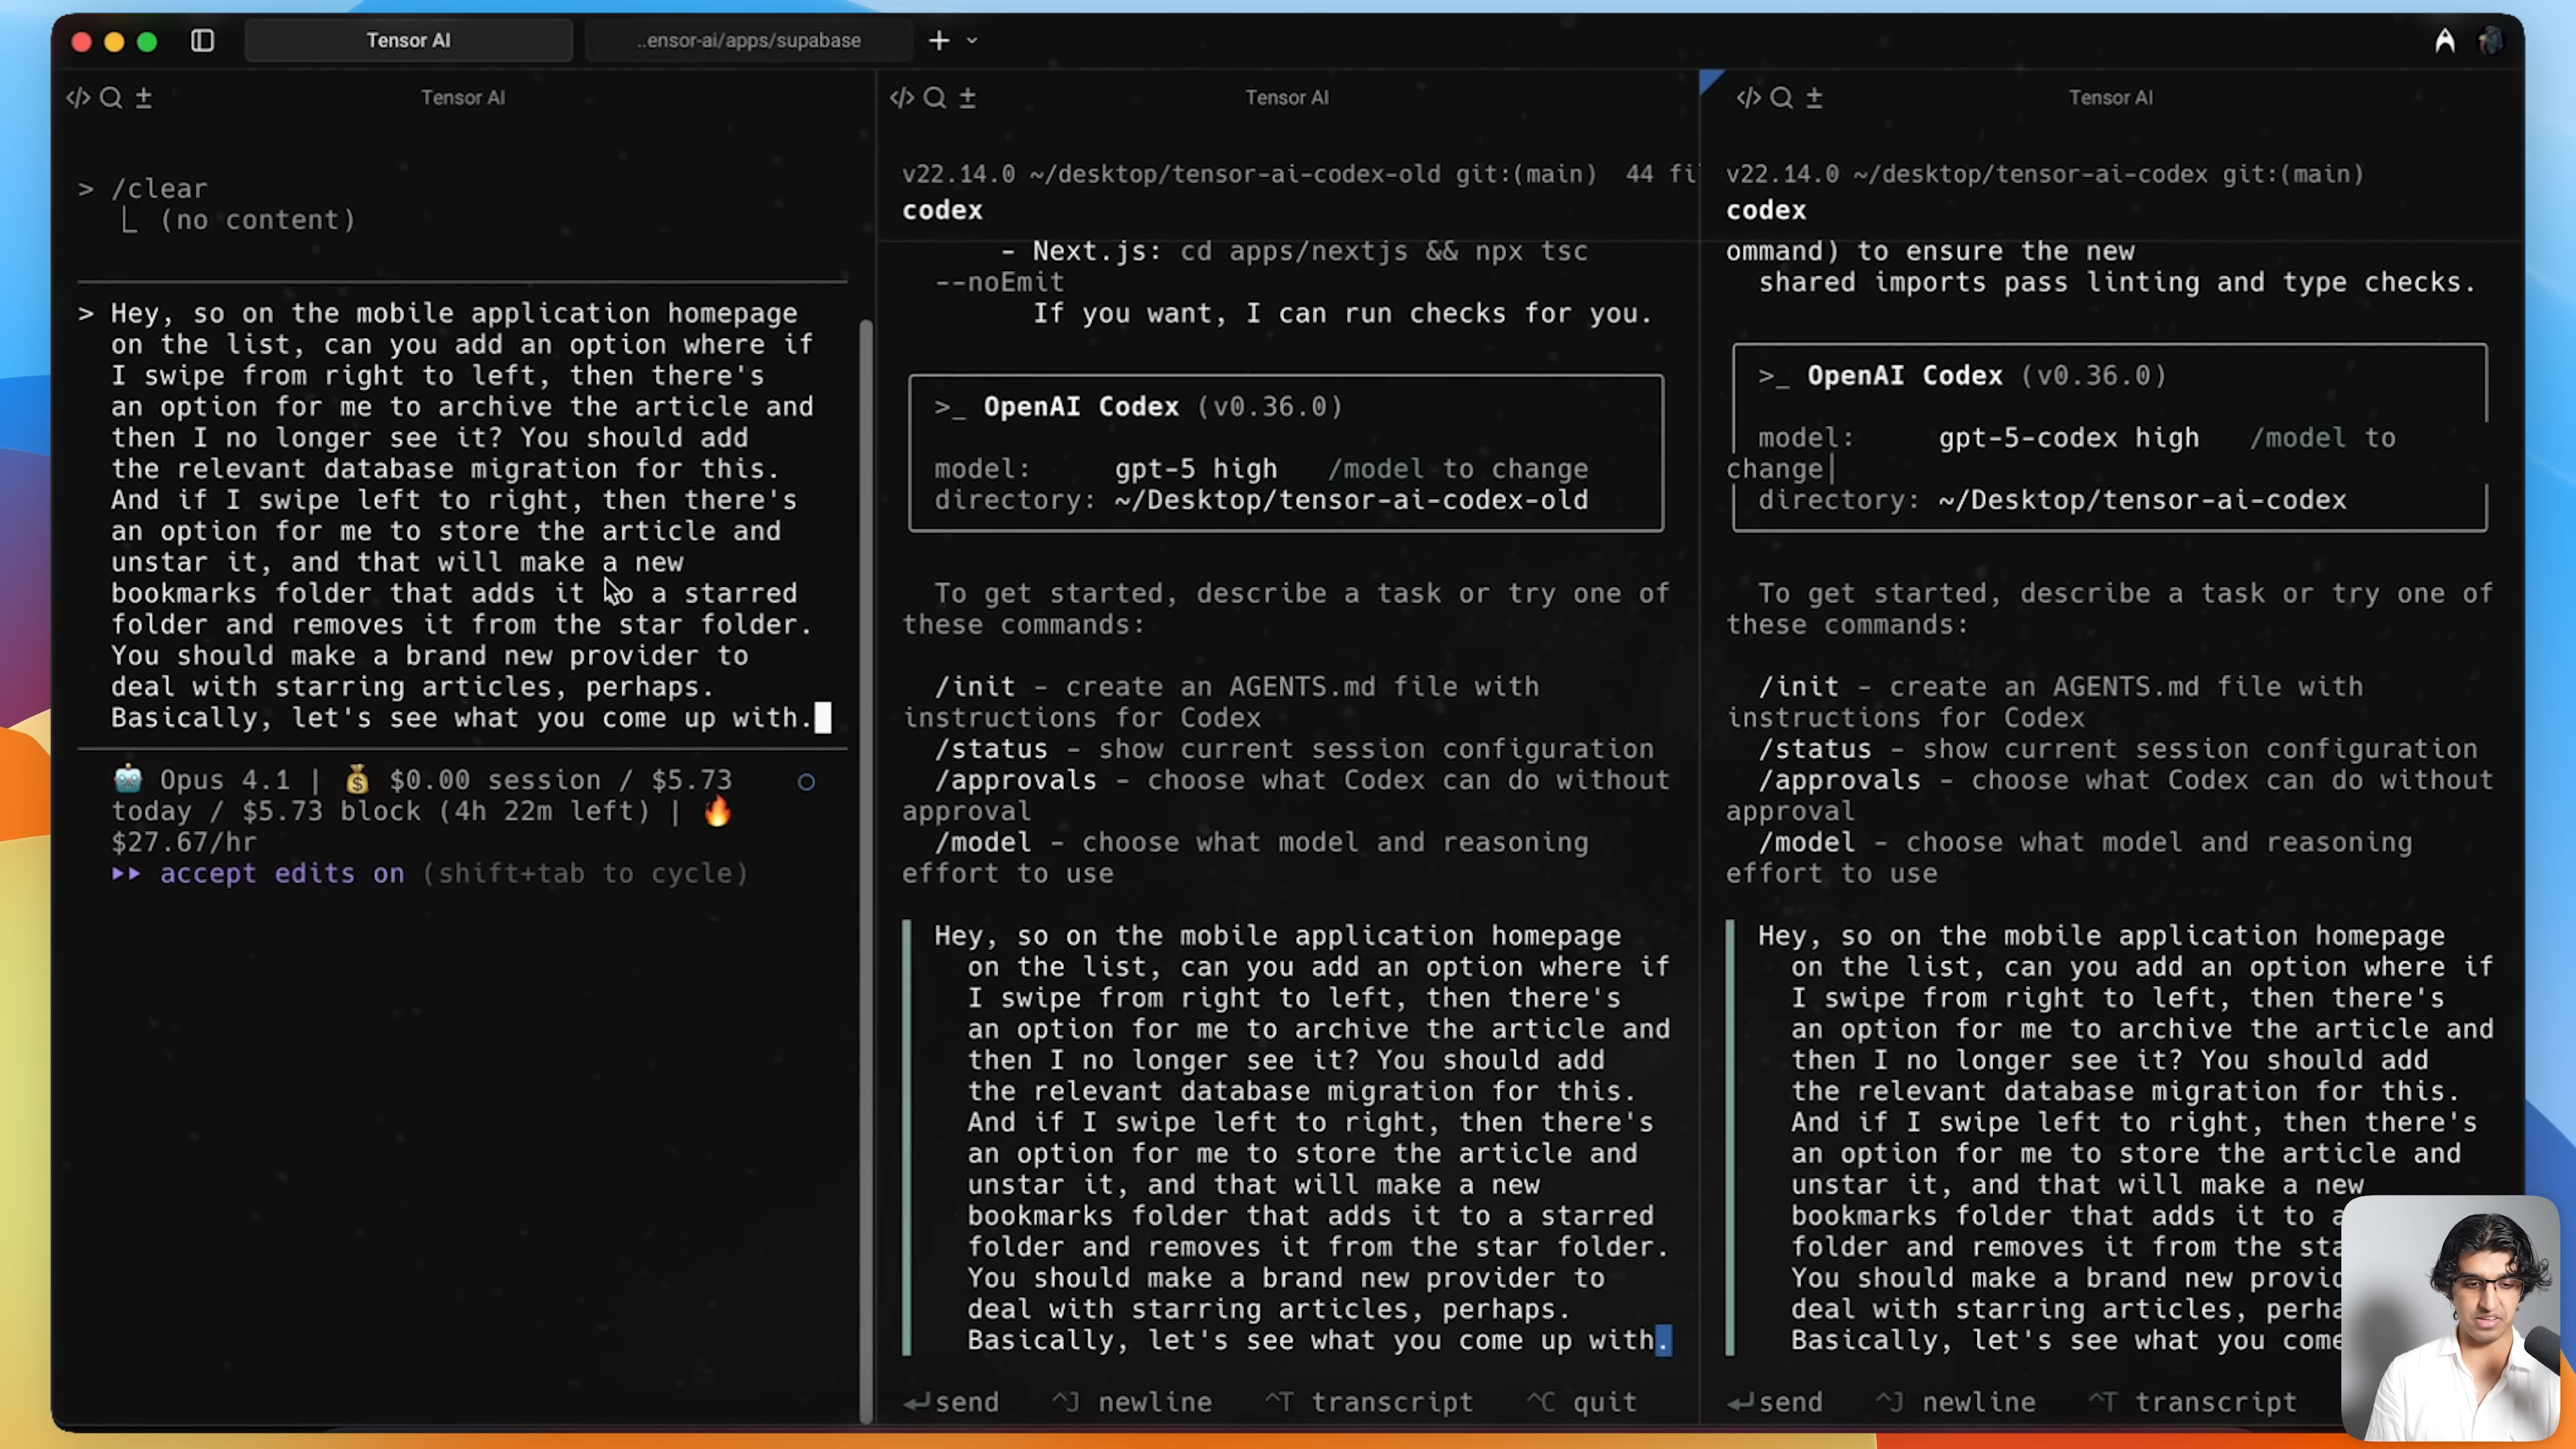 Tensor AI
..ensor-ai/apps/supabase
Tensor AI
> /clear
⎿ (no content)
> Hey, so on the mobile application homepage
on the list, can you add an option where if
I swipe from right to left, then there's
an option for me to archive the article and
then I no longer see it? You should add
the relevant database migration for this.
And if I swipe left to right, then there's
an option for me to store the article and
unstar it, and that will make a new
bookmarks folder that adds it to a starred
folder and removes it from the star folder.
You should make a brand new provider to
deal with starring articles, perhaps.
Basically, let's see what you come up with.
🤖 Opus 4.1 | 💰 $0.00 session / $5.73
today / $5.73 block (4h 22m left) | 🔥
$27.67/hr
accept edits on (shift+tab to cycle)
Tensor AI
v22.14.0 ~/desktop/tensor-ai-codex-old git:(main) 44 fi
codex
- Next.js: cd apps/nextjs && npx tsc
--noEmit
If you want, I can run checks for you.
>_ OpenAI Codex (v0.36.0)
model: gpt-5 high /model to change
directory: ~/Desktop/tensor-ai-codex-old
To get started, describe a task or try one of
these commands:
/init - create an AGENTS.md file with
instructions for Codex
/status - show current session configuration
/approvals - choose what Codex can do without
approval
/model - choose what model and reasoning
effort to use
Hey, so on the mobile application homepage
on the list, can you add an option where if
I swipe from right to left, then there's
an option for me to archive the article and
then I no longer see it? You should add
the relevant database migration for this.
And if I swipe left to right, then there's
an option for me to store the article and
unstar it, and that will make a new
bookmarks folder that adds it to a starred
folder and removes it from the star folder.
You should make a brand new provider to
deal with starring articles, perhaps.
Basically, let's see what you come up with.
⏎send ^J newline ^T transcript ^C quit
Tensor AI
v22.14.0 ~/desktop/tensor-ai-codex git:(main)
codex
ommand) to ensure the new
shared imports pass linting and type checks.
>_ OpenAI Codex (v0.36.0)
model: gpt-5-codex high /model to
change
directory: ~/Desktop/tensor-ai-codex
To get started, describe a task or try one of
these commands:
/init - create an AGENTS.md file with
instructions for Codex
/status - show current session configuration
/approvals - choose what Codex can do without
approval
/model - choose what model and reasoning
effort to use
Hey, so on the mobile application homepage
on the list, can you add an option where if
I swipe from right to left, then there's
an option for me to archive the article and
then I no longer see it? You should add
the relevant database migration for this.
And if I swipe left to right, then there's
an option for me to store the article and
unstar it, and that will make a new
bookmarks folder that adds it to a
folder and removes it from the sta
You should make a brand new provid
deal with starring articles, perha
Basically, let's see what you come
⏎send ^J newline ^T transcript